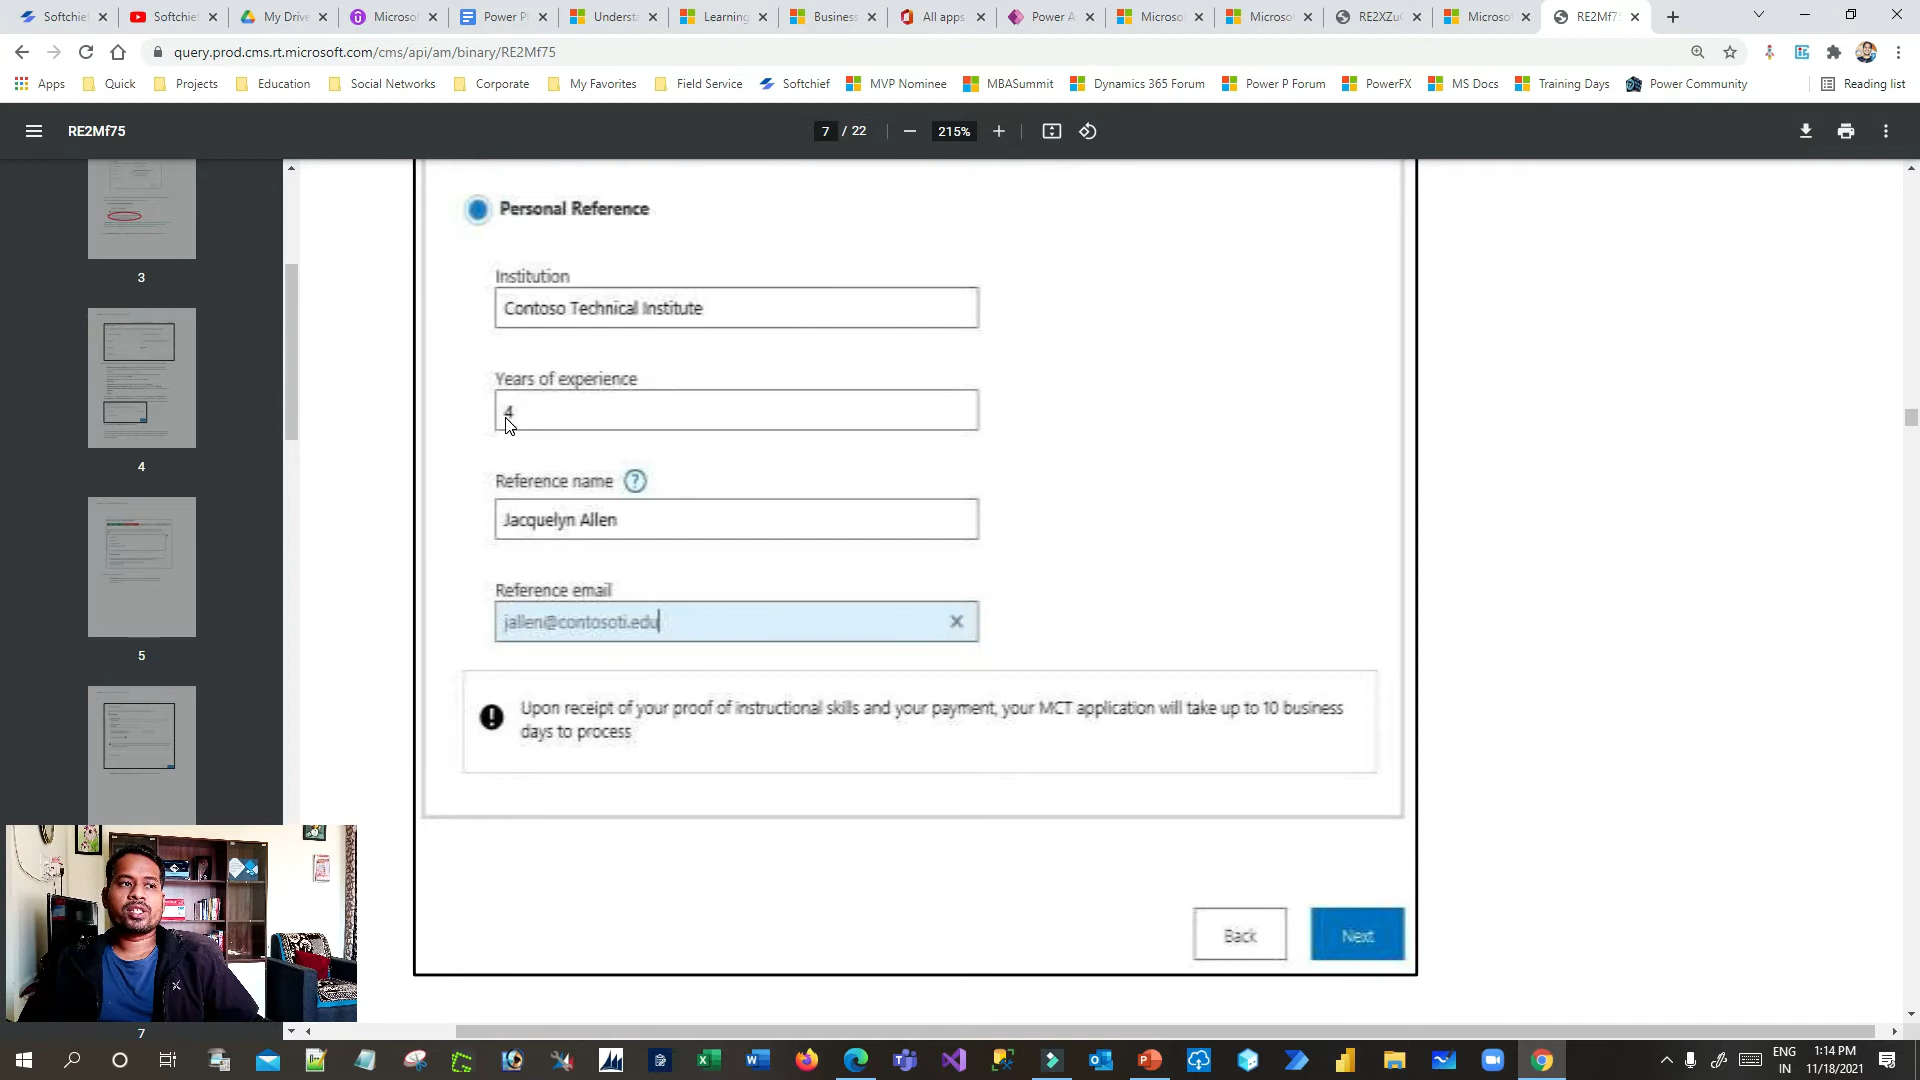 Softchief
Softchief
My Drive
Microso
Power P
Underst
Learning
Business
All apps
Power A
Microso
Microso
RE2XZu
Microso
RE2Mf7
query.prod.cms.rt.microsoft.com/cms/api/am/binary/RE2Mf75
Apps
Quick
Projects
Education
Social Networks
Corporate
My Favorites
Field Service
Softchief
MVP Nominee
MBASummit
Dynamics 365 Forum
Power P Forum
PowerFX
MS Docs
Training Days
Power Community
Reading list
RE2Mf75
7 / 22
215%
3
4
5
7
Personal Reference
Institution
Contoso Technical Institute
Years of experience
4
Reference name
Jacquelyn Allen
Reference email
jallen@contosoti.edu
Upon receipt of your proof of instructional skills and your payment, your MCT application will take up to 10 business
days to process
Back
Next
ENG
IN
1:14 PM
11/18/2021